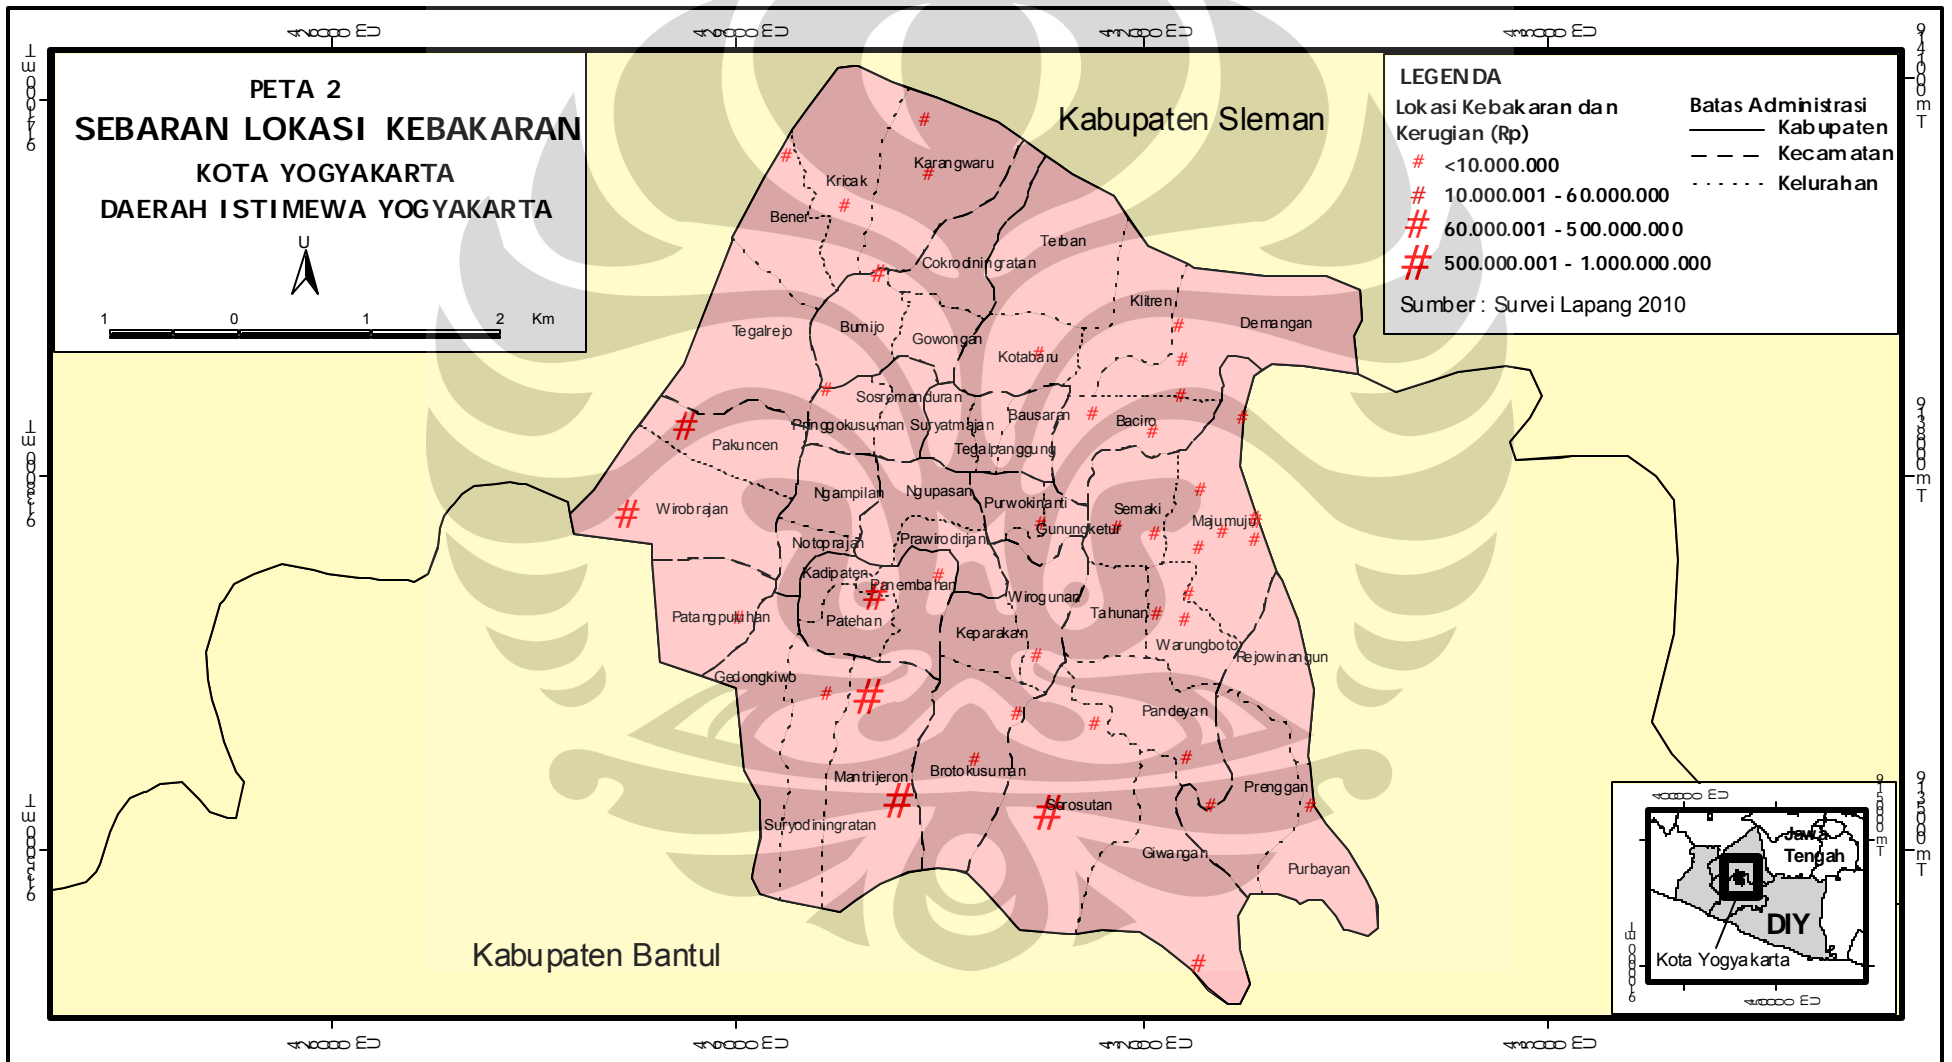 PETA 2
SEBARAN LOKASI KEBAKARAN
KOTA YOGYAKARTA
DAERAH ISTIMEWA YOGYAKARTA
U
1 0 1 2 Km
Kabupaten Sleman
LEGENDA
Lokasi Kebakaran dan
Kerugian (Rp)
# <10.000.000
# 10.000.001 - 60.000.000
# 60.000.001 - 500.000.000
# 500.000.001 - 1.000.000.000
Batas Administrasi
Kabupaten
Kecamatan
Kelurahan
Sumber : Survei Lapang 2010
Karangwaru
Kricak
Bener
Terban
Cokrodiningratan
Klitren
Demangan
Tegalrejo
Bumijo
Gowongan
Kotabaru
Sosromanduran
Bausaran
Baciro
Pringgokusuman
Suryatmajan
Pakuncen
Tegalpanggung
Ngampilan
Ngupasan
Purwokinanti
Semaki
Wirobrajan
Gunungketur
Majumuju
Notoprajan
Prawirodirjan
Kadipaten
Panembahan
Wirogunan
Tahunan
Patangpuluhan
Patehan
Keparakan
Warungboto
Rejowinangun
Gedongkiwo
Pandeyan
Mantrijeron
Brotokusuman
Prenggan
Sorosutan
Suryodiningratan
Giwangan
Purbayan
Kabupaten Bantul
Jawa
Tengah
DIY
Kota Yogyakarta